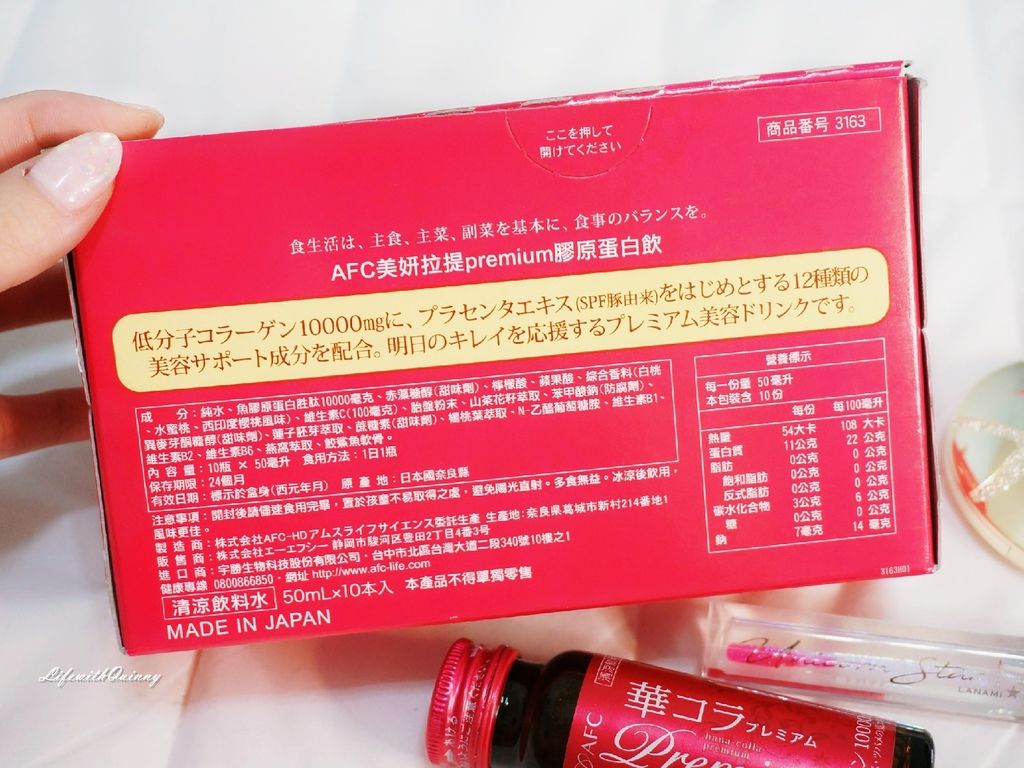 ここを押して
開けてください
商品番号 3163
食生活は、主食、主菜、副菜を基本に、食事のバランスを。
AFC美妍拉提premium膠原蛋白飲
低分子コラーゲン10000mgに、プラセンタエキス(SPF豚由来)をはじめとする12種類の
美容サポート成分を配合。明日のキレイを応援するプレミアム美容ドリンクです。
成　分：純水、魚膠原蛋白胜肽10000毫克、赤藻糖醇(甜味劑)、檸檬酸、蘋果酸、綜合香料(白桃
、水蜜桃、西印度櫻桃風味)、維生素C(100毫克)、胎盤粉末、山茶花籽萃取、苯甲酸鈉(防腐劑)、
異麥芽酮糖醇(甜味劑)、蓮子胚芽萃取、蔗糖素(甜味劑)、楊桃葉萃取、N-乙醯葡萄糖胺、維生素B1、
維生素B2、維生素B6、燕窩萃取、鮫鯊魚軟骨。
內 容 量：10瓶 × 50毫升　食用方法：1日1瓶
保存期限：24個月
有效日期：標示於盒身(西元年月)　原 產 地：日本國奈良縣
注意事項：開封後請儘速食用完畢，置於孩童不易取得之處，避免陽光直射。多食無益。冰涼後飲用，
風味更佳。
製 造 商：株式会社AFC-HDアムスライフサイエンス委託生產 生產地:奈良県葛城市新村214番地1
販 售 商：株式会社エーエフシー 静岡市駿河区豊田2丁目4番3号
進 口 商：宇勝生物科技股份有限公司．台中市北區台灣大道二段340號10樓之1
健康專線 0800866850．網址 http://www.afc-life.com
清涼飲料水 50mL×10本入 本產品不得單獨零售
MADE IN JAPAN
營養標示
每一份量 50毫升
本包裝含 10份
每份 每100毫升
熱量 54大卡 108 大卡
蛋白質 11公克 22 公克
脂肪 0公克 0公克
飽和脂肪 0公克 0公克
反式脂肪 0公克 0公克
碳水化合物 3公克 6 公克
糖 0公克 0公克
鈉 7毫克 14 毫克
3163H01
LifewithQuinny
AFC
華コラプレミアム
hana-colla
premium
Unicorn Star
LANAMI